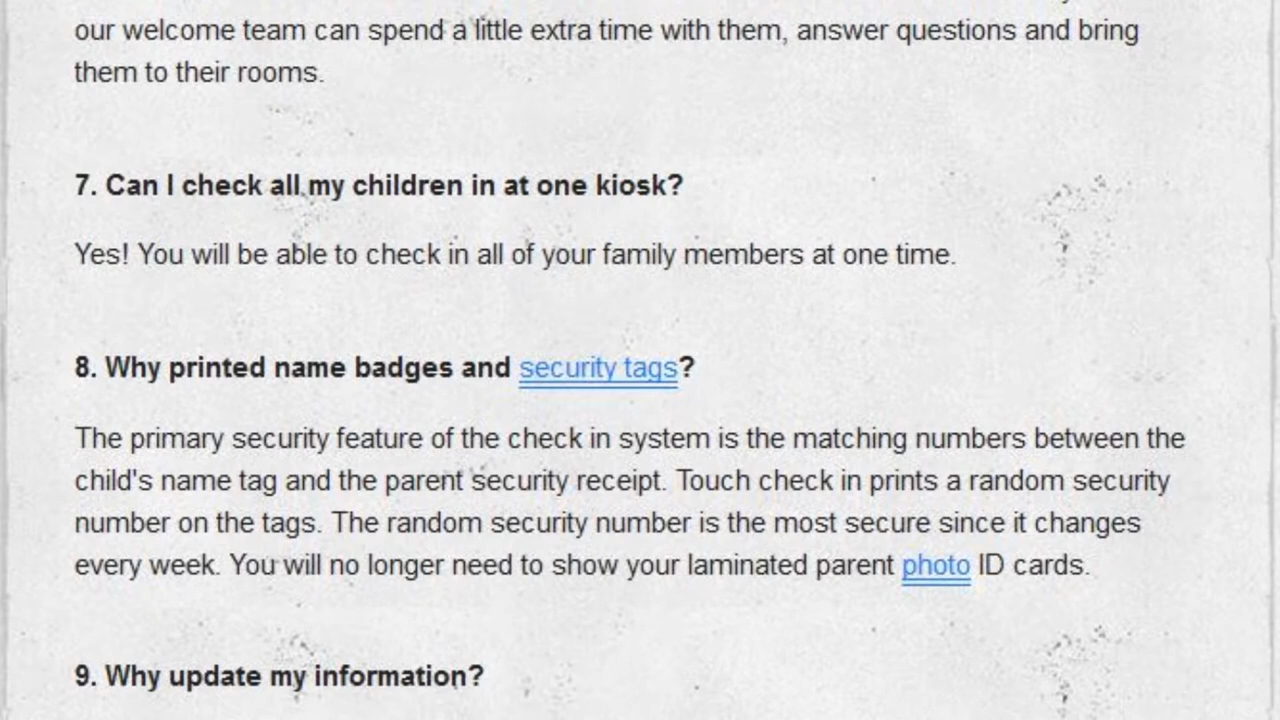 our welcome team can spend a little extra time with them, answer questions and bring
them to their rooms.
7. Can I check all my children in at one kiosk?
Yes! You will be able to check in all of your family members at one time.
8. Why printed name badges and security tags?
The primary security feature of the check in system is the matching numbers between the
child's name tag and the parent security receipt. Touch check in prints a random security
number on the tags. The random security number is the most secure since it changes
every week. You will no longer need to show your laminated parent photo ID cards.
9. Why update my information?